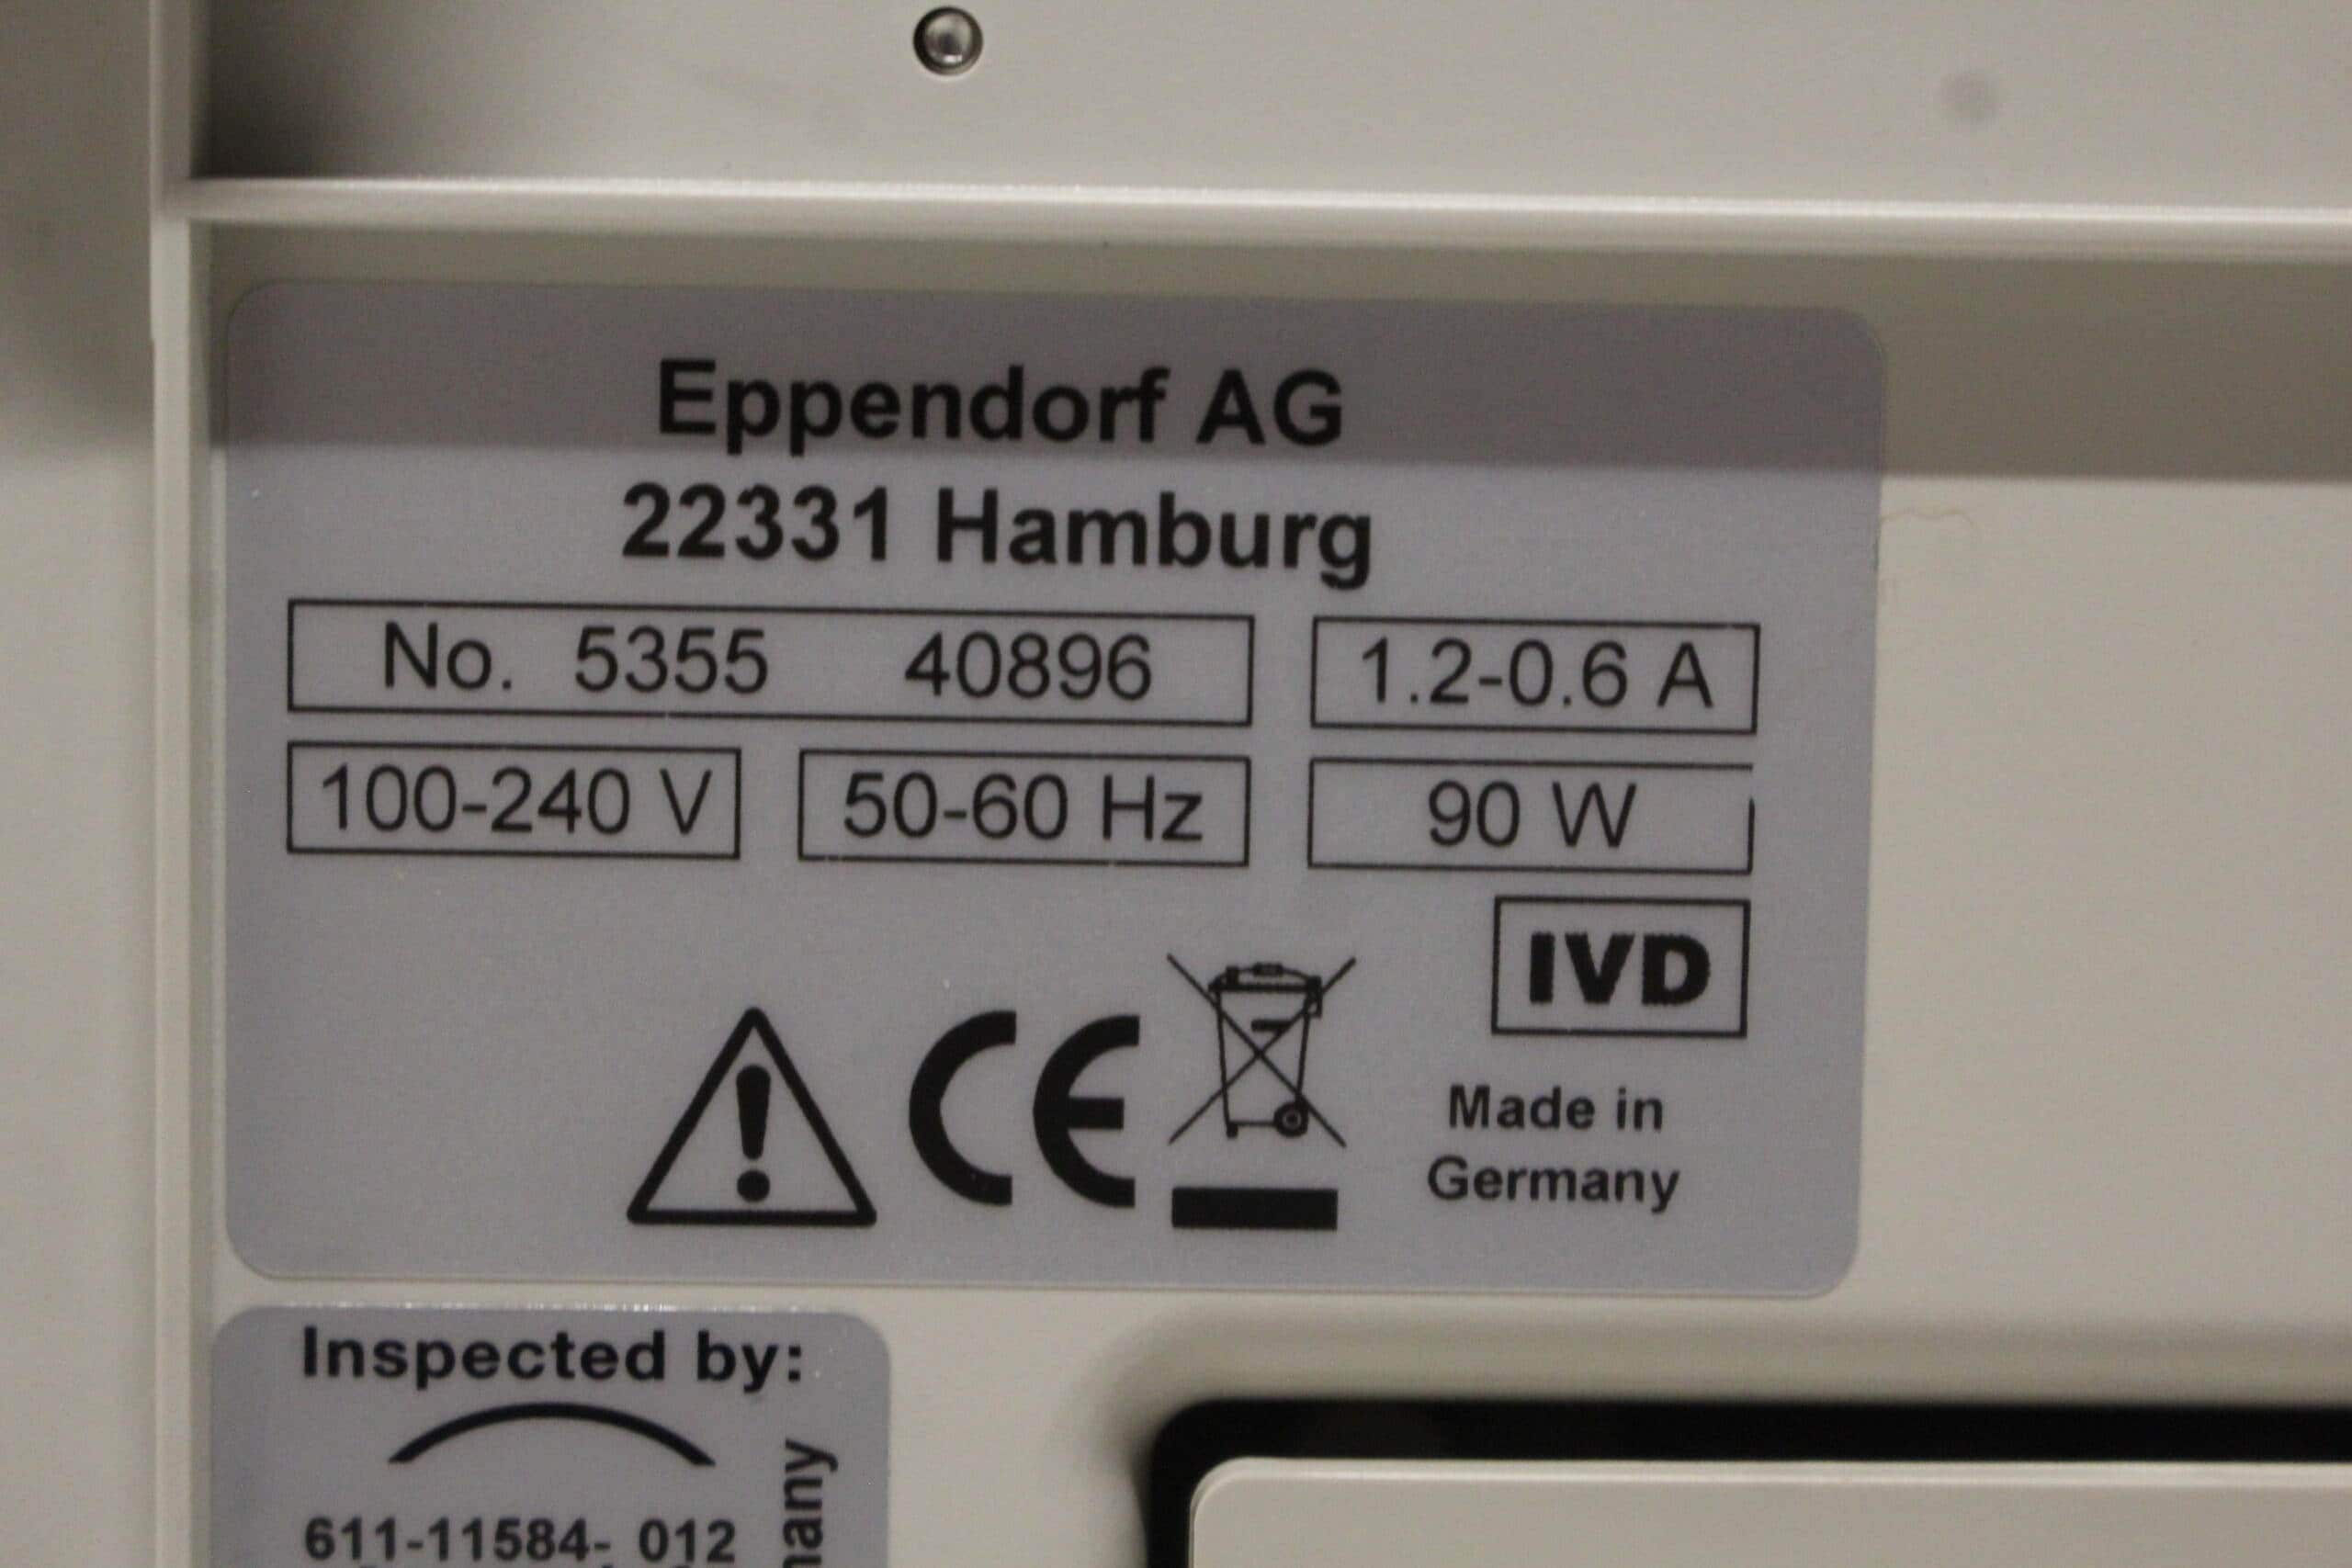 Eppendorf AG
22331 Hamburg
No. 5355 40896
1.2-0.6 A
100-240 V
50-60 Hz
90 W
IVD
CE
Made in
Germany
Inspected by:
611-11584- 012